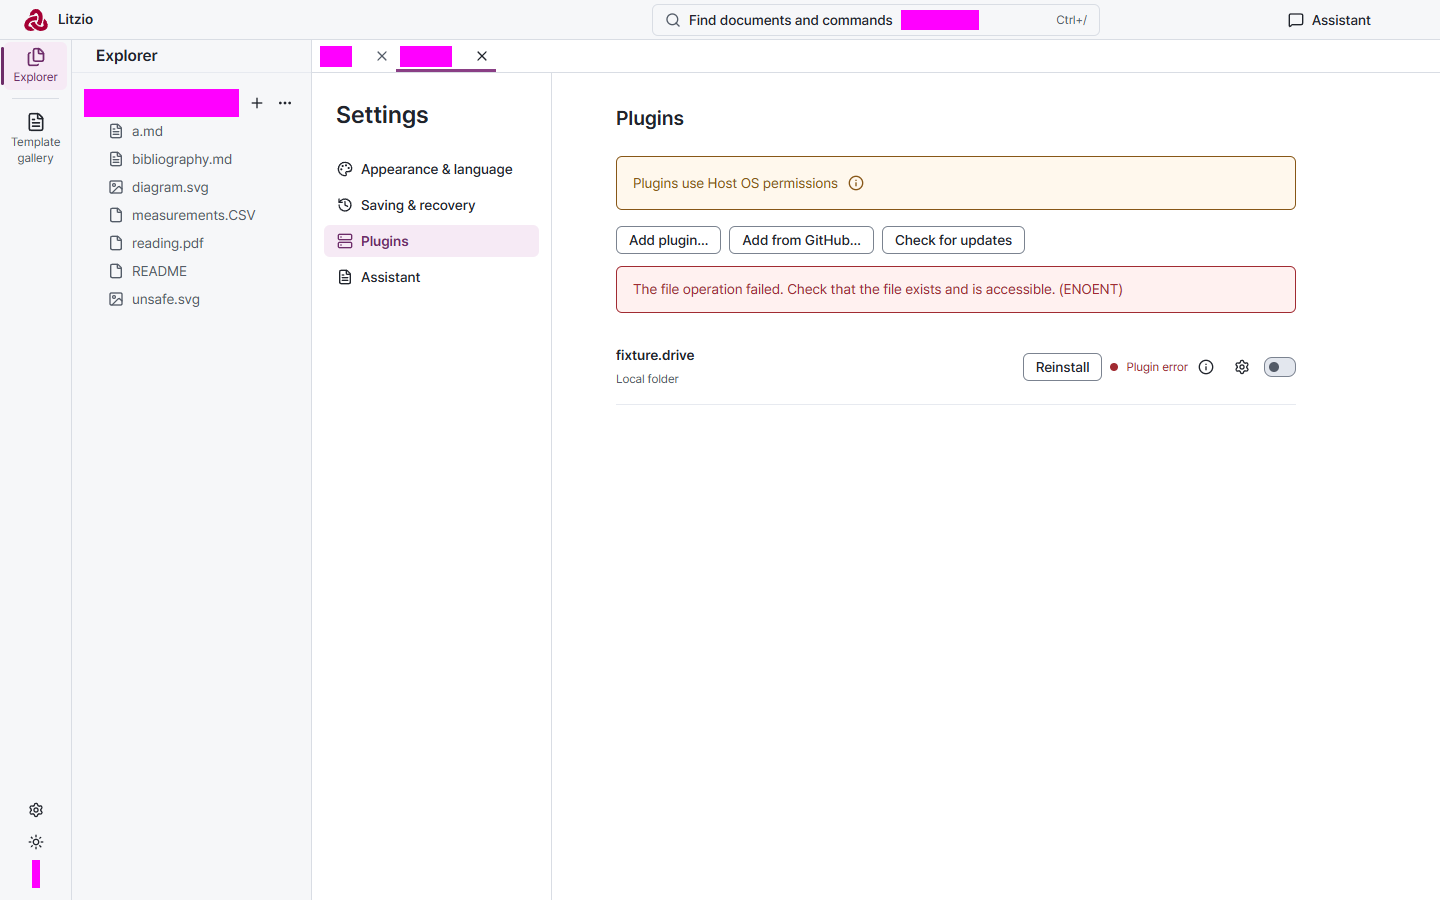 Litzio
Find documents and commands
Ctrl+/
Assistant
Explorer
Template
gallery
Explorer
a.md
bibliography.md
diagram.svg
measurements.CSV
reading.pdf
README
unsafe.svg
Settings
Appearance & language
Saving & recovery
Plugins
Assistant
Plugins
Plugins use Host OS permissions
Add plugin...
Add from GitHub...
Check for updates
The file operation failed. Check that the file exists and is accessible. (ENOENT)
fixture.drive
Local folder
Reinstall
Plugin error